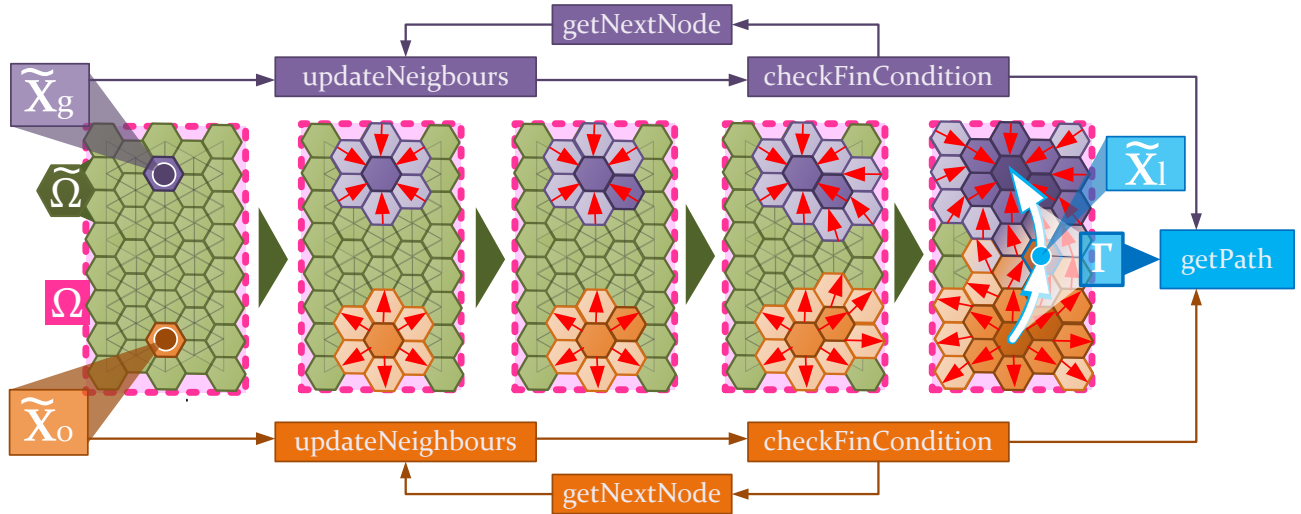 getNextNode
updateNeigbours
checkFinCondition
x̃g
Ω̃
x̃l
Γ
getPath
Ω
x̃o
updateNeighbours
checkFinCondition
getNextNode